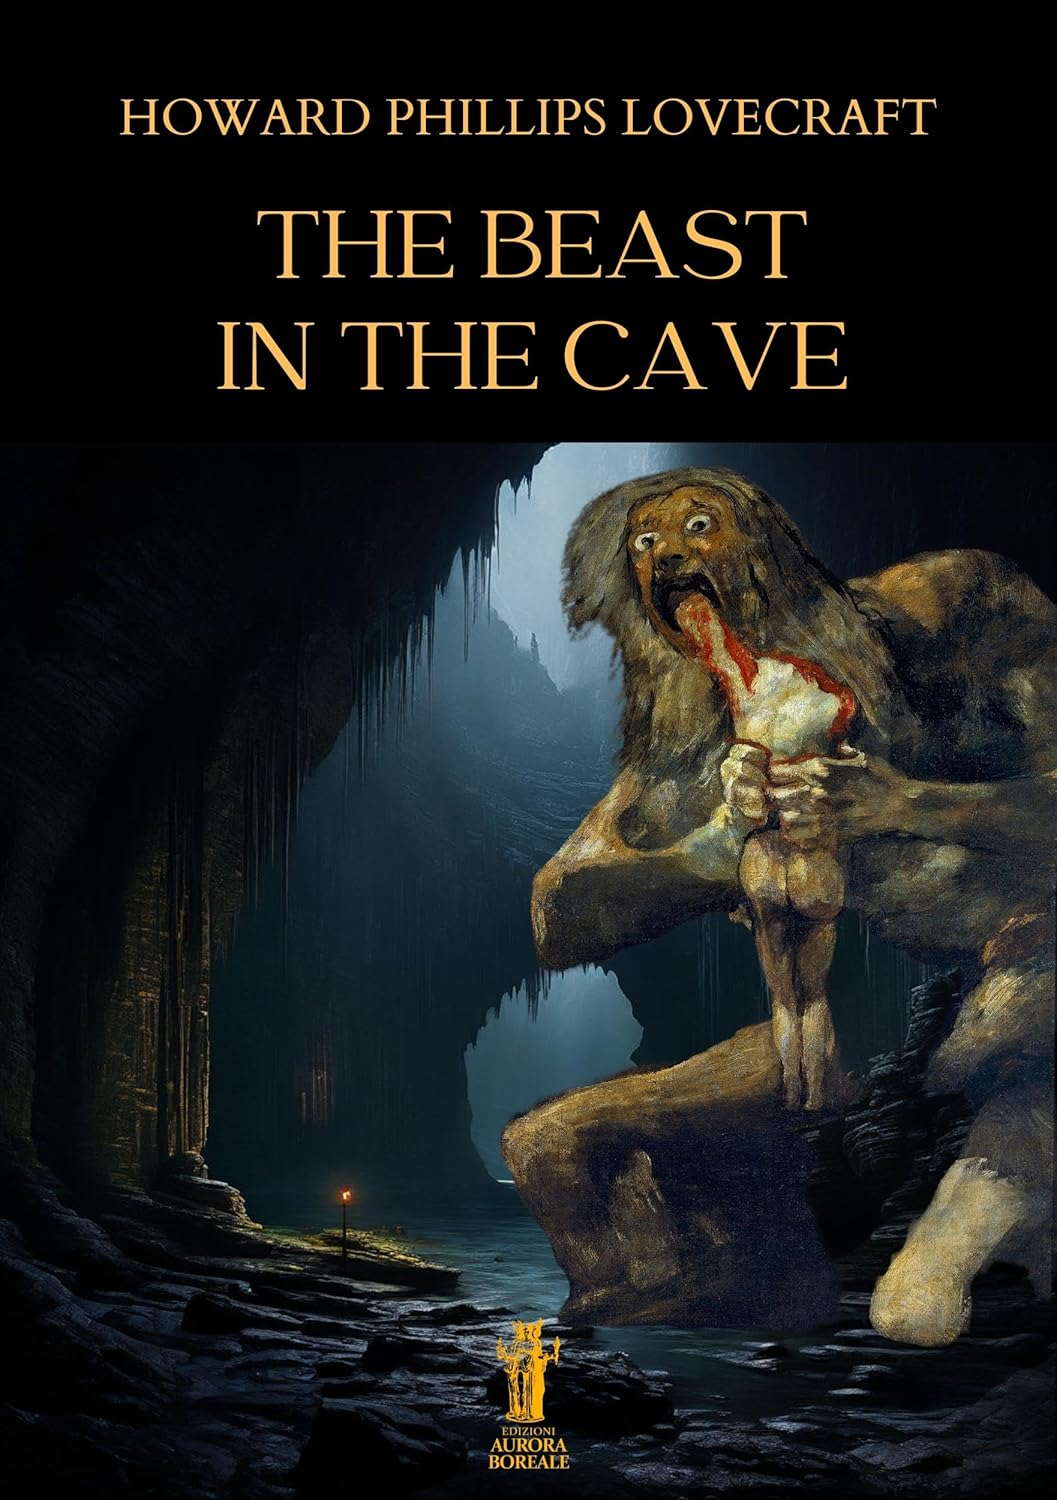 HOWARD PHILLIPS LOVECRAFT
THE BEAST
IN THE CAVE
EDIZIONI
AURORA
BOREALE